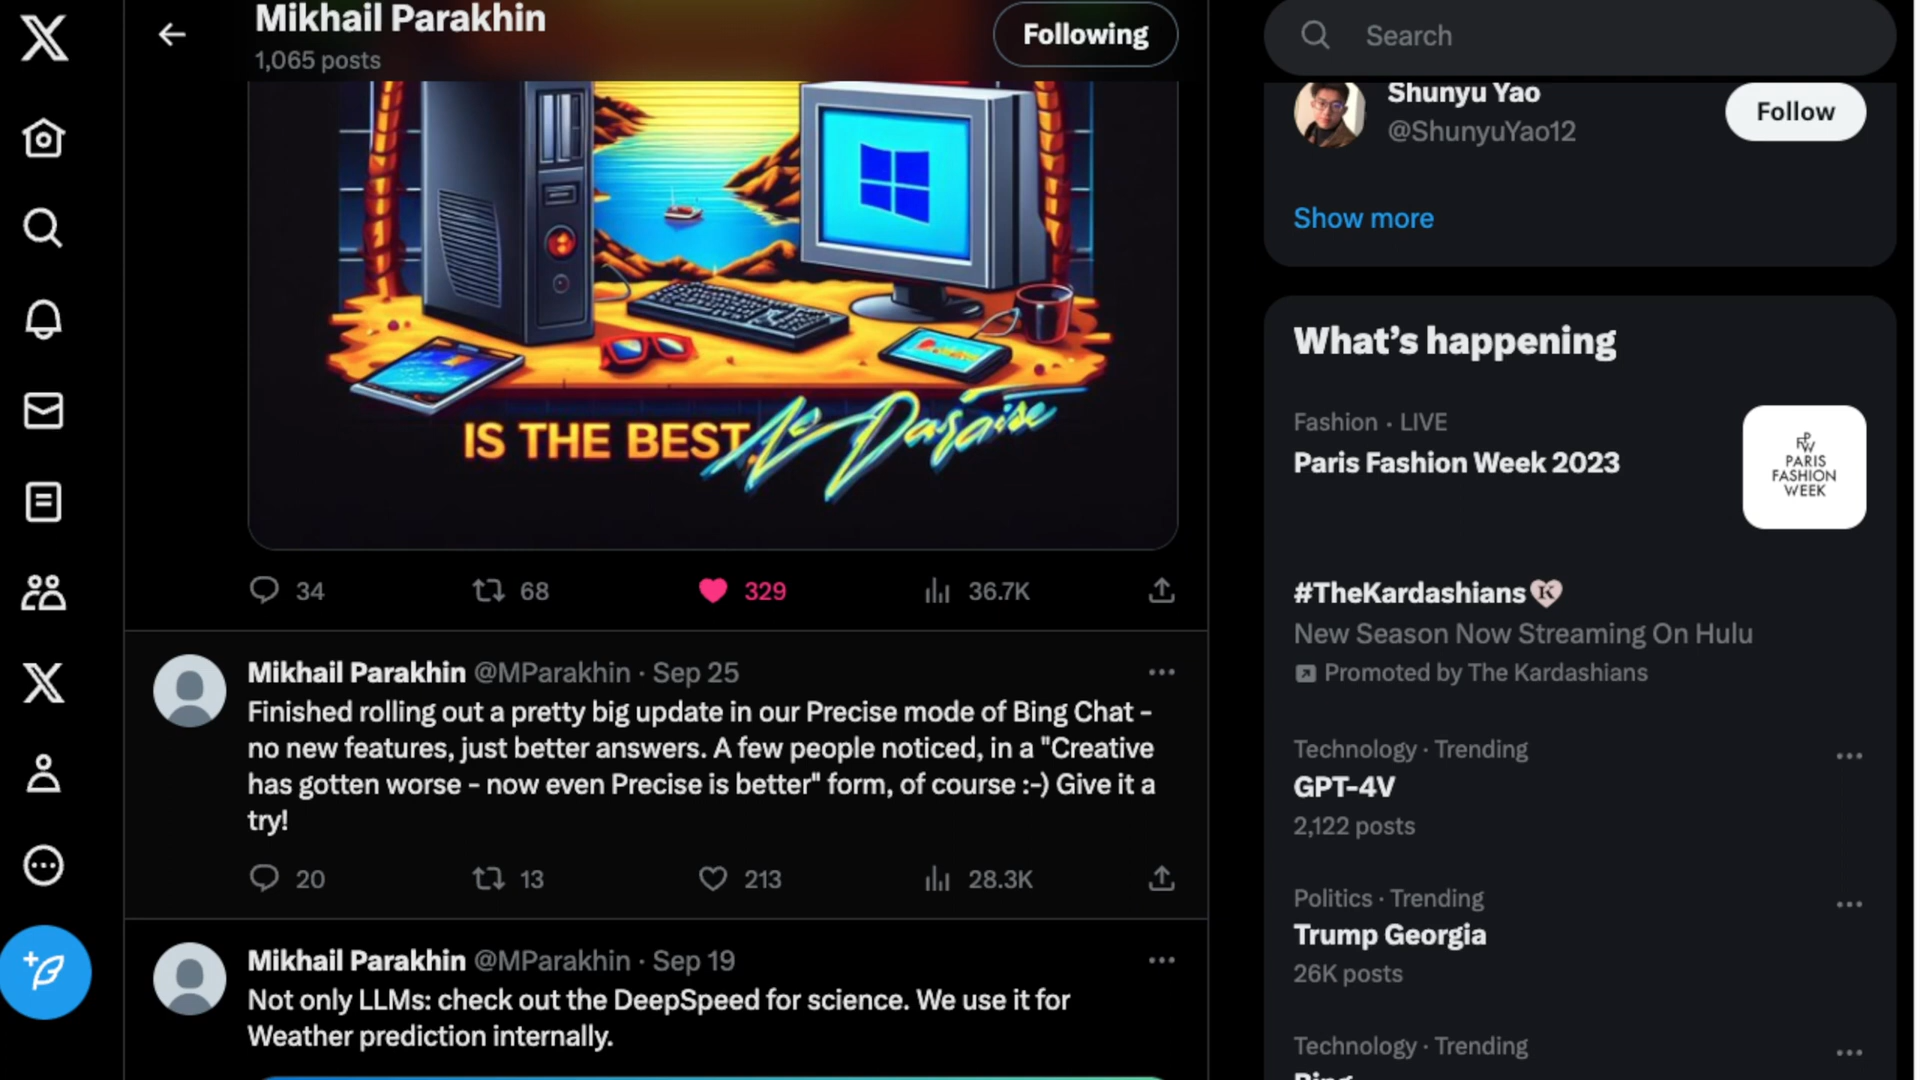 Mikhail Parakhin
1,065 posts
Following
IS THE BEST
34
68
329
36.7K
Mikhail Parakhin @MParakhin · Sep 25
Finished rolling out a pretty big update in our Precise mode of Bing Chat -
no new features, just better answers. A few people noticed, in a "Creative
has gotten worse - now even Precise is better" form, of course :-) Give it a
try!
20
13
213
28.3K
Mikhail Parakhin @MParakhin · Sep 19
Not only LLMs: check out the DeepSpeed for science. We use it for
Weather prediction internally.
Search
Shunyu Yao
@ShunyuYao12
Follow
Show more
What's happening
Fashion · LIVE
Paris Fashion Week 2023
PARIS
FASHION
WEEK
#TheKardashians
New Season Now Streaming On Hulu
Promoted by The Kardashians
Technology · Trending
GPT-4V
2,122 posts
Politics · Trending
Trump Georgia
26K posts
Technology · Trending
Bing